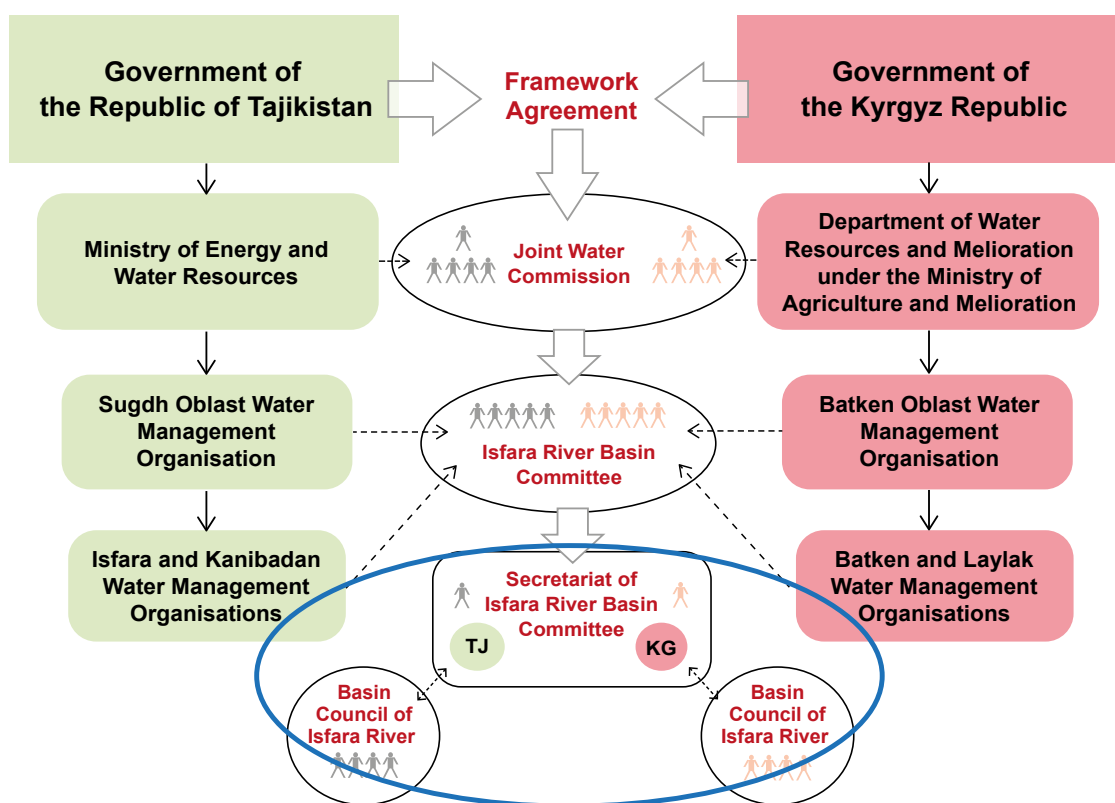 Government of
the Republic of Tajikistan
Framework
Agreement
Government of
the Kyrgyz Republic
Ministry of Energy and
Water Resources
Joint Water
Commission
Department of Water
Resources and Melioration
under the Ministry of
Agriculture and Melioration
Sugdh Oblast Water
Management
Organisation
Isfara River Basin
Committee
Batken Oblast Water
Management
Organisation
Isfara and Kanibadan
Water Management
Organisations
Secretariat of
Isfara River Basin
Committee
TJ
KG
Batken and Laylak
Water Management
Organisations
Basin
Council of
Isfara River
Basin
Council of
Isfara River